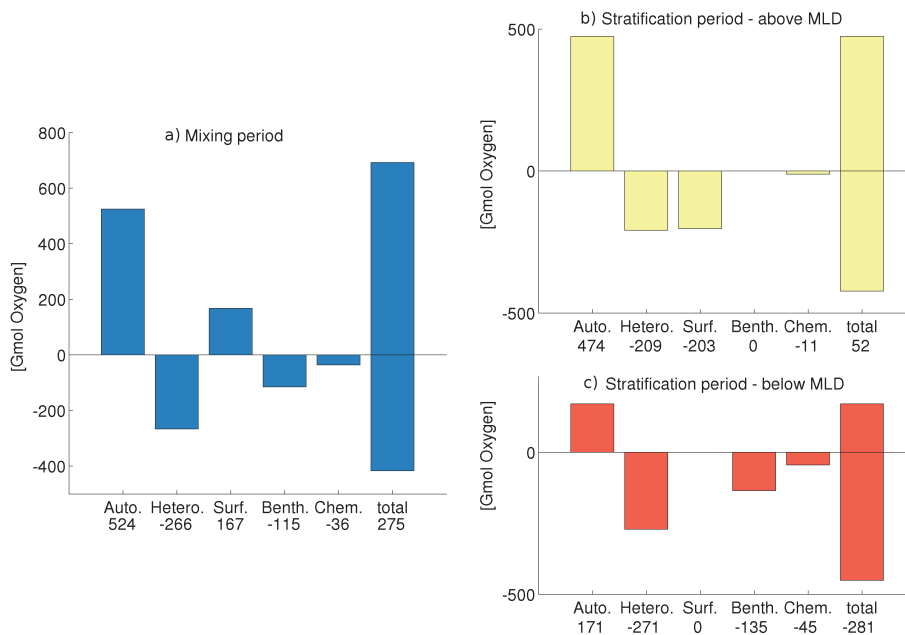 a) Mixing period
[Gmol Oxygen]
800
600
400
200
0
-200
-400
Auto. Hetero. Surf. Benth. Chem. total
524 -266 167 -115 -36 275
b) Stratification period - above MLD
[Gmol Oxygen]
500
0
-500
Auto. Hetero. Surf. Benth. Chem. total
474 -209 -203 0 -11 52
c) Stratification period - below MLD
[Gmol Oxygen]
0
-500
Auto. Hetero. Surf. Benth. Chem. total
171 -271 0 -135 -45 -281